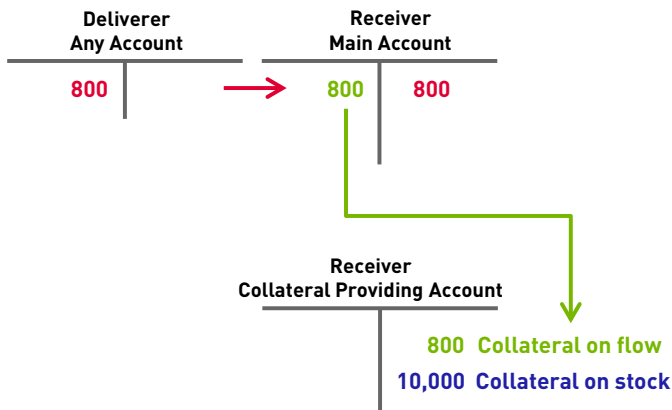 Deliverer
Any Account
Receiver
Main Account
800
800
800
Receiver
Collateral Providing Account
800 Collateral on flow
10,000 Collateral on stock